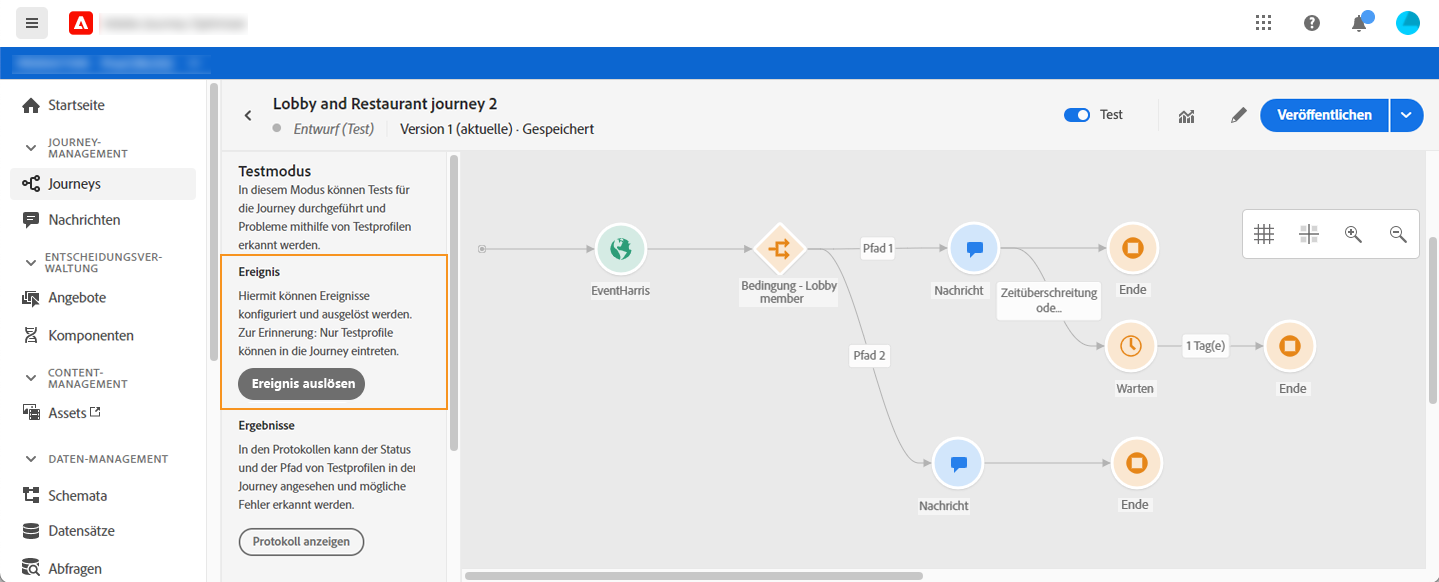 Startseite
JOURNEY-
MANAGEMENT
Journeys
Nachrichten
ENTSCHEIDUNGSVER-
WALTUNG
Angebote
Komponenten
CONTENT-
MANAGEMENT
Assets
DATEN-MANAGEMENT
Schemata
Datensätze
Abfragen
Lobby and Restaurant journey 2
Entwurf (Test)
Version 1 (aktuelle) · Gespeichert
Test
Veröffentlichen
Testmodus
In diesem Modus können Tests für
die Journey durchgeführt und
Probleme mithilfe von Testprofilen
erkannt werden.
Ereignis
Hiermit können Ereignisse
konfiguriert und ausgelöst werden.
Zur Erinnerung: Nur Testprofile
können in die Journey eintreten.
Ereignis auslösen
Ergebnisse
In den Protokollen kann der Status
und der Pfad von Testprofilen in der
Journey angesehen und mögliche
Fehler erkannt werden.
Protokoll anzeigen
EventHarris
Bedingung - Lobby
member
Pfad 1
Nachricht
Ende
Zeitüberschreitung
ode...
Pfad 2
Warten
1 Tag(e)
Ende
Nachricht
Ende